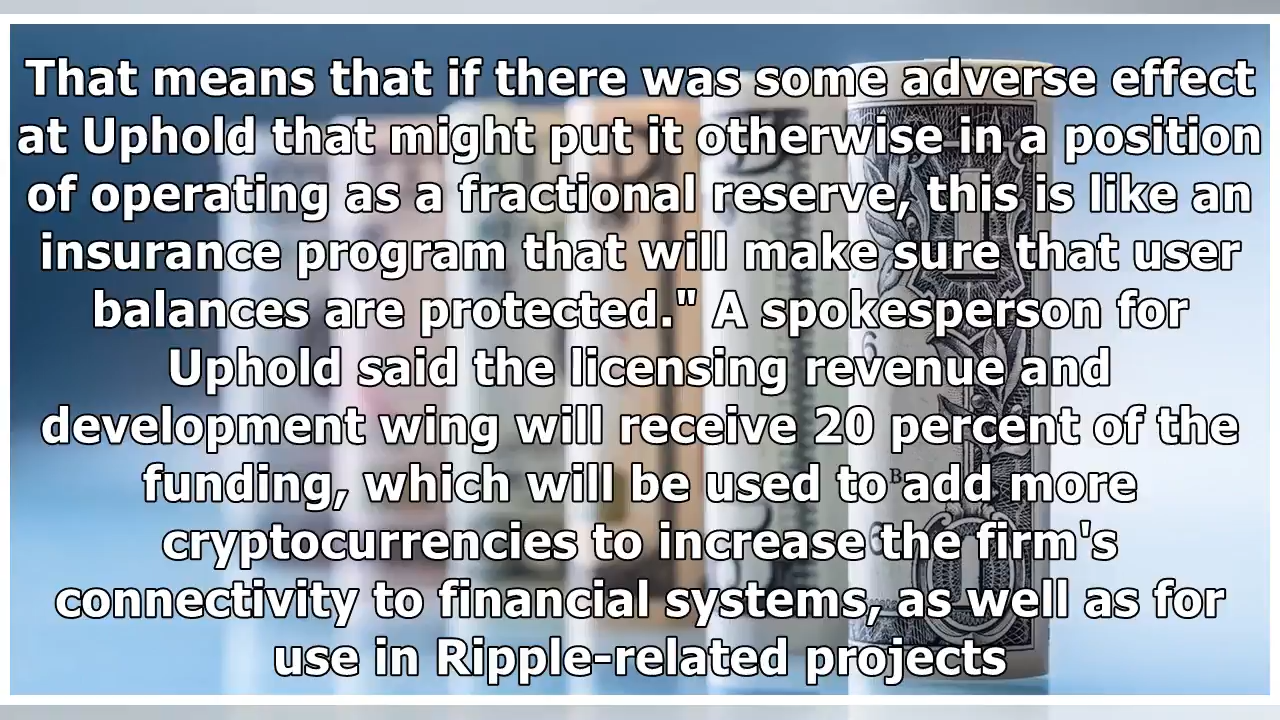 That means that if there was some adverse effect
at Uphold that might put it otherwise in a position
of operating as a fractional reserve, this is like an
insurance program that will make sure that user
balances are protected." A spokesperson for
Uphold said the licensing revenue and
development wing will receive 20 percent of the
funding, which will be used to add more
cryptocurrencies to increase the firm's
connectivity to financial systems, as well as for
use in Ripple-related projects